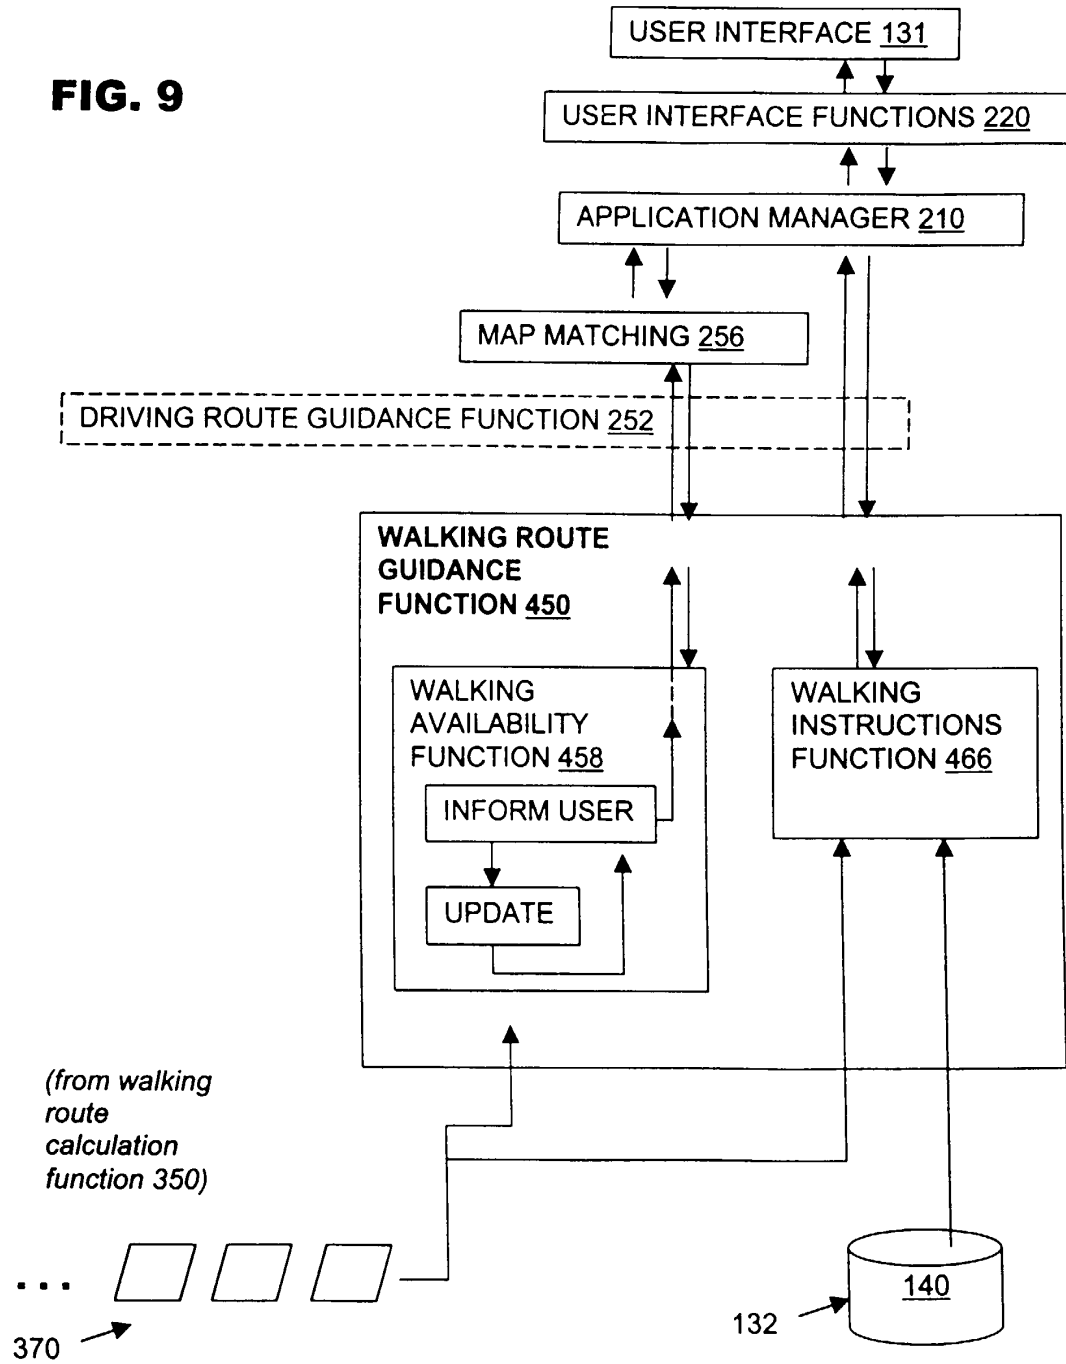 FIG. 9
USER INTERFACE 131
USER INTERFACE FUNCTIONS 220
APPLICATION MANAGER 210
MAP MATCHING 256
DRIVING ROUTE GUIDANCE FUNCTION 252
WALKING ROUTE
GUIDANCE
FUNCTION 450
WALKING
AVAILABILITY
FUNCTION 458
INFORM USER
UPDATE
WALKING
INSTRUCTIONS
FUNCTION 466
(from walking
route
calculation
function 350)
...
370
140
132